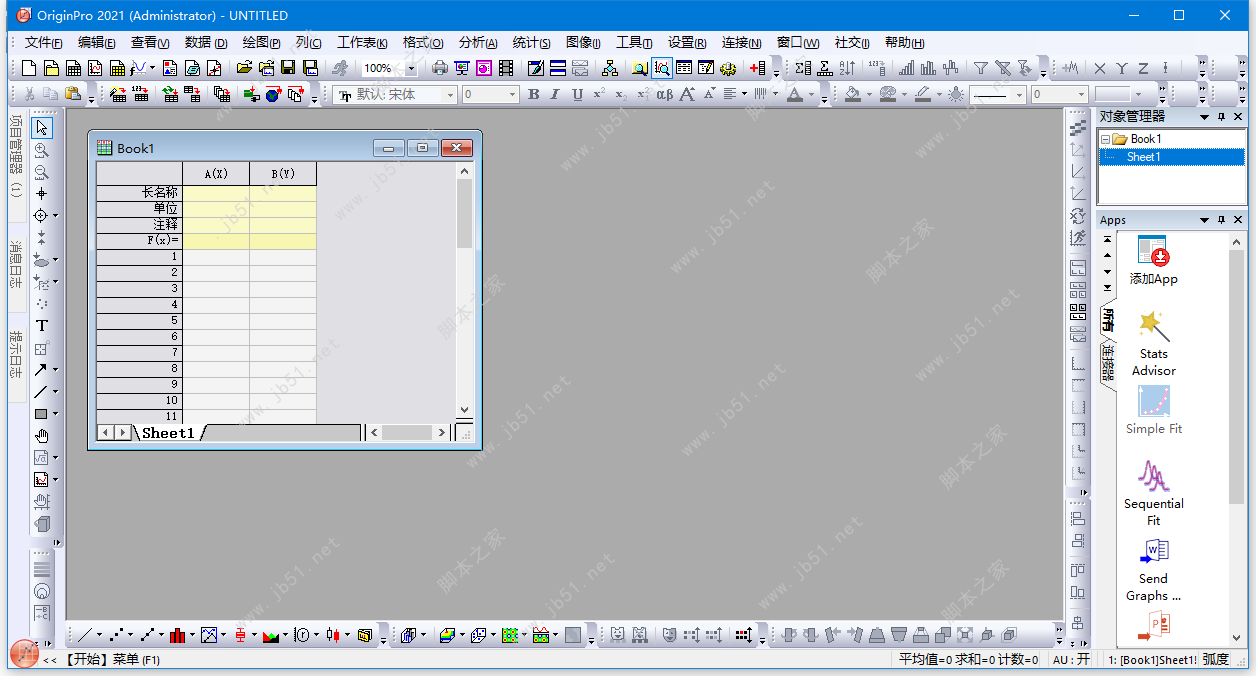 OriginPro 2021 (Administrator) - UNTITLED
文件(F) 编辑(E) 查看(V) 数据 (D) 绘图(P) 列(C) 工作表(K) 格式(O) 分析(A) 统计(S) 图像(I) 工具(T) 设置(R) 连接(N) 窗口(W) 社交(I) 帮助(H)
100%
默认: 宋体 0 B I U αβ A A A 0
项目管理器 (1)
消息日志
提示日志
Book1
A(X) B(Y)
长名称
单位
注释
F(x)=
1
2
3
4
5
6
7
8
9
10
11
Sheet1
对象管理器
Book1
Sheet1
Apps
所有
连接器
添加App
Stats
Advisor
Simple Fit
Sequential
Fit
Send
Graphs ...
<< 【开始】 菜单 (F1)
平均值=0 求和=0 计数=0 AU : 开 1: [Book1]Sheet1! 弧度
www.jb51.net
脚本之家